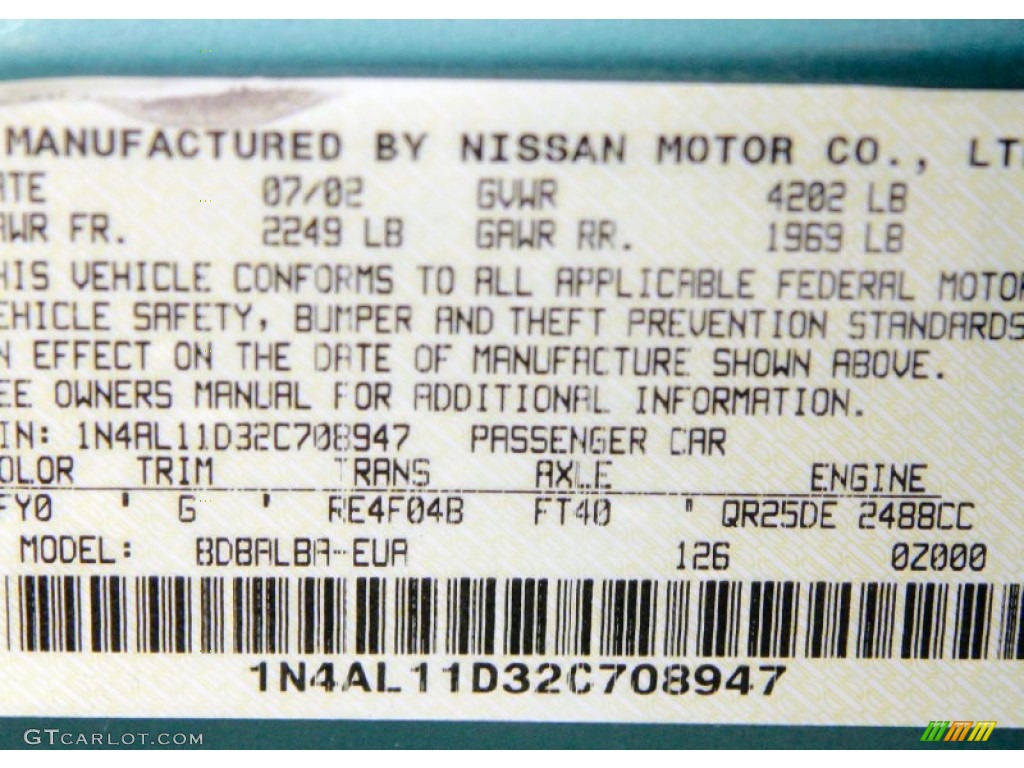 MANUFACTURED BY NISSAN MOTOR CO., LT
ATE 07/02 GVWR 4202 LB
AWR FR. 2249 LB GAWR RR. 1969 LB
HIS VEHICLE CONFORMS TO ALL APPLICABLE FEDERAL MOTOR
EHICLE SAFETY, BUMPER AND THEFT PREVENTION STANDARDS
N EFFECT ON THE DATE OF MANUFACTURE SHOWN ABOVE.
EE OWNERS MANUAL FOR ADDITIONAL INFORMATION.
IN: 1N4AL11D32C708947 PASSENGER CAR
OLOR TRIM TRANS AXLE ENGINE
FY0 ' G ' RE4F04B FT40 " QR25DE 2488CC
MODEL: BDBALBA-EUA 126 0Z000
1N4AL11D32C708947
GTCARLOT.COM